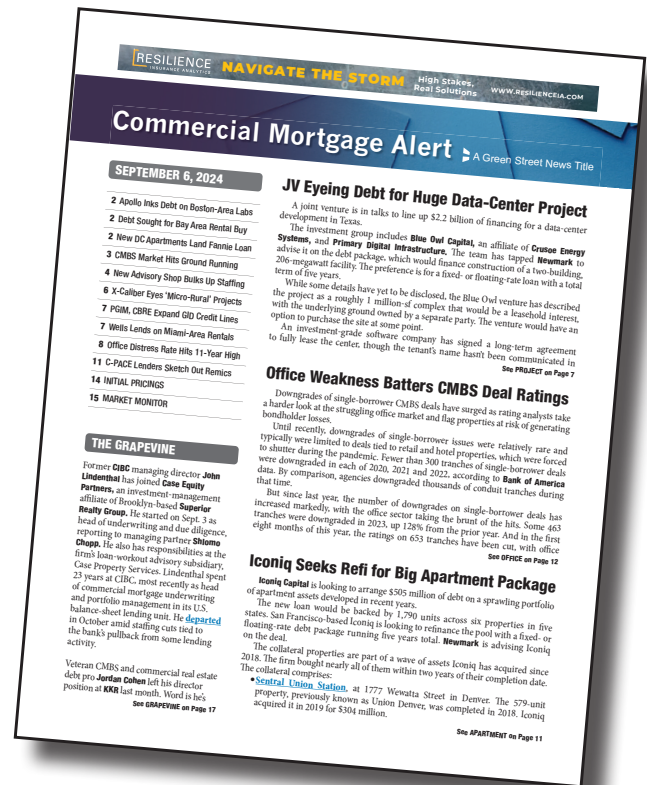 RESILIENCE
INSURANCE ANALYTICS
NAVIGATE THE STORM
High Stakes,
Real Solutions
WWW.RESILIENCEIA.COM
Commercial Mortgage Alert
A Green Street News Title
SEPTEMBER 6, 2024
2 Apollo Inks Debt on Boston-Area Labs
2 Debt Sought for Bay Area Rental Buy
2 New DC Apartments Land Fannie Loan
3 CMBS Market Hits Ground Running
4 New Advisory Shop Bulks Up Staffing
6 X-Caliber Eyes 'Micro-Rural' Projects
7 PGIM, CBRE Expand GID Credit Lines
7 Wells Lends on Miami-Area Rentals
8 Office Distress Rate Hits 11-Year High
11 C-PACE Lenders Sketch Out Remics
14 INITIAL PRICINGS
15 MARKET MONITOR
THE GRAPEVINE
Former CIBC managing director John
Lindenthal has joined Case Equity
Partners, an investment-management
affiliate of Brooklyn-based Superior
Realty Group. He started on Sept. 3 as
head of underwriting and due diligence,
reporting to managing partner Shlomo
Chopp. He also has responsibilities at the
firm's loan-workout advisory subsidiary,
Case Property Services. Lindenthal spent
23 years at CIBC, most recently as head
of commercial mortgage underwriting
and portfolio management in its U.S.
balance-sheet lending unit. He departed
in October amid staffing cuts tied to
the bank's pullback from some lending
activity.
Veteran CMBS and commercial real estate
debt pro Jordan Cohen left his director
position at KKR last month. Word is he's
See GRAPEVINE on Page 17
JV Eyeing Debt for Huge Data-Center Project
A joint venture is in talks to line up $2.2 billion of financing for a data-center
development in Texas.
The investment group includes Blue Owl Capital, an affiliate of Crusoe Energy
Systems, and Primary Digital Infrastructure. The team has tapped Newmark to
advise it on the debt package, which would finance construction of a two-building,
206-megawatt facility. The preference is for a fixed- or floating-rate loan with a total
term of five years.
While some details have yet to be disclosed, the Blue Owl venture has described
the project as a roughly 1 million-sf complex that would be a leasehold interest,
with the underlying ground owned by a separate party. The venture would have an
option to purchase the site at some point.
An investment-grade software company has signed a long-term agreement
to fully lease the center, though the tenant's name hasn't been communicated in
See PROJECT on Page 7
Office Weakness Batters CMBS Deal Ratings
Downgrades of single-borrower CMBS deals have surged as rating analysts take
a harder look at the struggling office market and flag properties at risk of generating
bondholder losses.
Until recently, downgrades of single-borrower issues were relatively rare and
typically were limited to deals tied to retail and hotel properties, which were forced
to shutter during the pandemic. Fewer than 300 tranches of single-borrower deals
were downgraded in each of 2020, 2021 and 2022, according to Bank of America
data. By comparison, agencies downgraded thousands of conduit tranches during
that time.
But since last year, the number of downgrades on single-borrower deals has
increased markedly, with the office sector taking the brunt of the hits. Some 463
tranches were downgraded in 2023, up 128% from the prior year. And in the first
eight months of this year, the ratings on 653 tranches have been cut, with office
See OFFICE on Page 12
Iconiq Seeks Refi for Big Apartment Package
Iconiq Capital is looking to arrange $505 million of debt on a sprawling portfolio
of apartment assets developed in recent years.
The new loan would be backed by 1,790 units across six properties in five
states. San Francisco-based Iconiq is looking to refinance the pool with a fixed- or
floating-rate debt package running five years total. Newmark is advising Iconiq
on the deal.
The collateral properties are part of a wave of assets Iconiq has acquired since
2018. The firm bought nearly all of them within two years of their completion date.
The collateral comprises:
•Sentral Union Station, at 1777 Wewatta Street in Denver. The 579-unit
property, previously known as Union Denver, was completed in 2018. Iconiq
acquired it in 2019 for $304 million.
See APARTMENT on Page 11